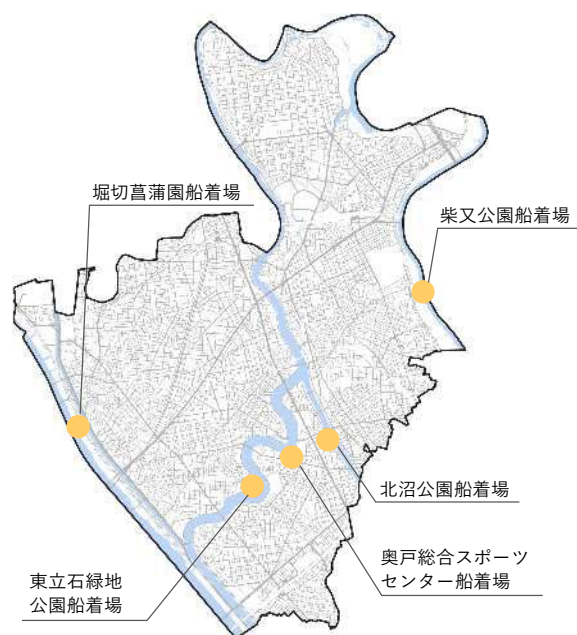 堀切菖蒲園船着場
柴又公園船着場
北沼公園船着場
奥戸総合スポーツ
センター船着場
東立石緑地
公園船着場